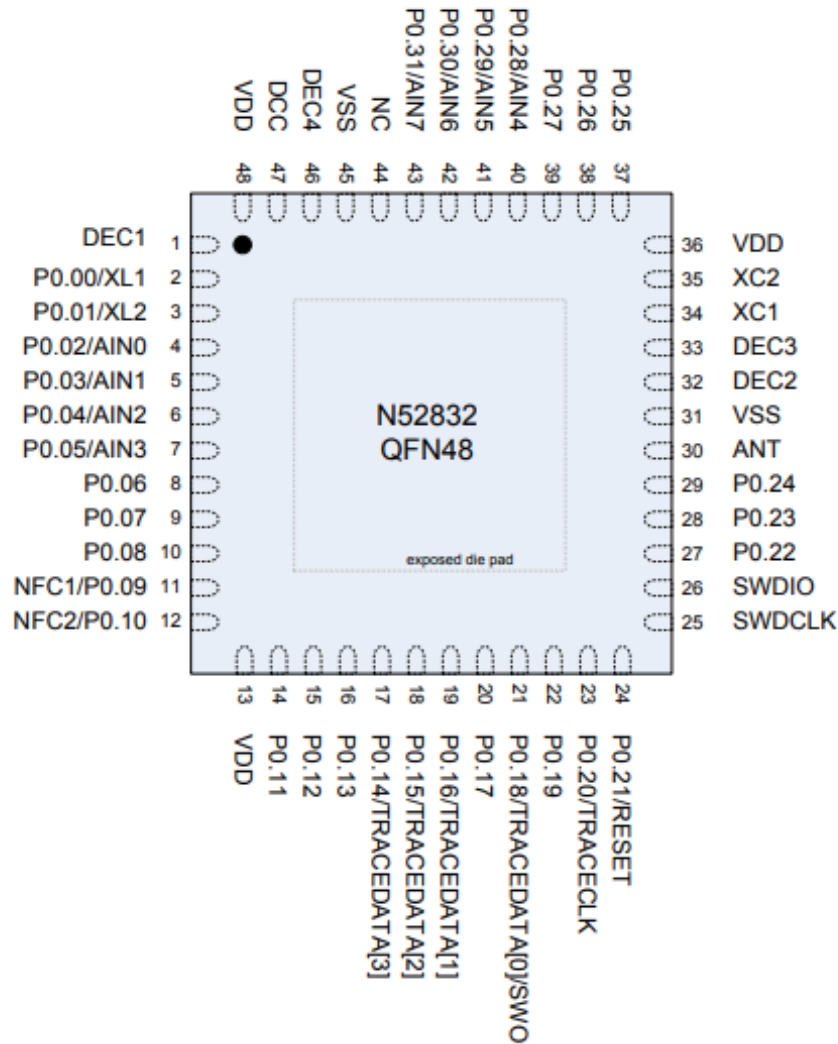 P0.31/AIN7
P0.30/AIN6
P0.29/AIN5
P0.28/AIN4
VDD
DCC
DEC4
VSS
NC
P0.27
P0.26
P0.25
48
47
46
45
44
43
42
41
40
39
38
37
DEC1 1
P0.00/XL1 2
P0.01/XL2 3
P0.02/AIN0 4
P0.03/AIN1 5
P0.04/AIN2 6
P0.05/AIN3 7
P0.06 8
P0.07 9
P0.08 10
NFC1/P0.09 11
NFC2/P0.10 12
N52832
QFN48
exposed die pad
36 VDD
35 XC2
34 XC1
33 DEC3
32 DEC2
31 VSS
30 ANT
29 P0.24
28 P0.23
27 P0.22
26 SWDIO
25 SWDCLK
13
14
15
16
17
18
19
20
21
22
23
24
VDD
P0.11
P0.12
P0.13
P0.14/TRACEDATA[3]
P0.15/TRACEDATA[2]
P0.16/TRACEDATA[1]
P0.17
P0.18/TRACEDATA[0]/SWO
P0.19
P0.20/TRACECLK
P0.21/RESET